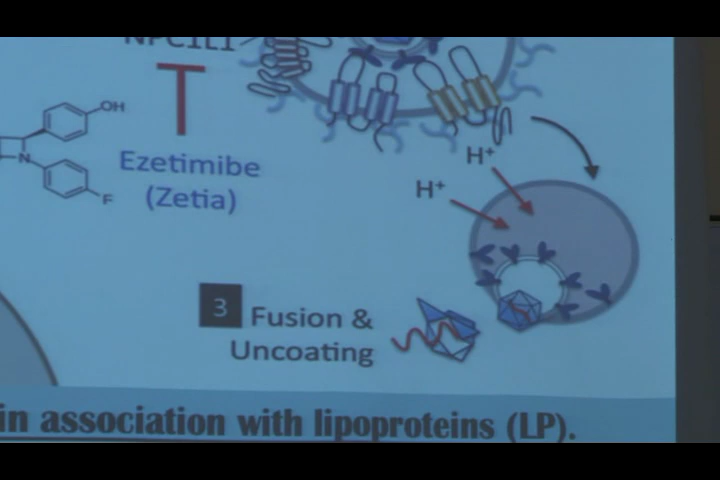 NPC1L1
OH
N
F
Ezetimibe
(Zetia)
H⁺
H⁺
3
Fusion &
Uncoating
in association with lipoproteins (LP).